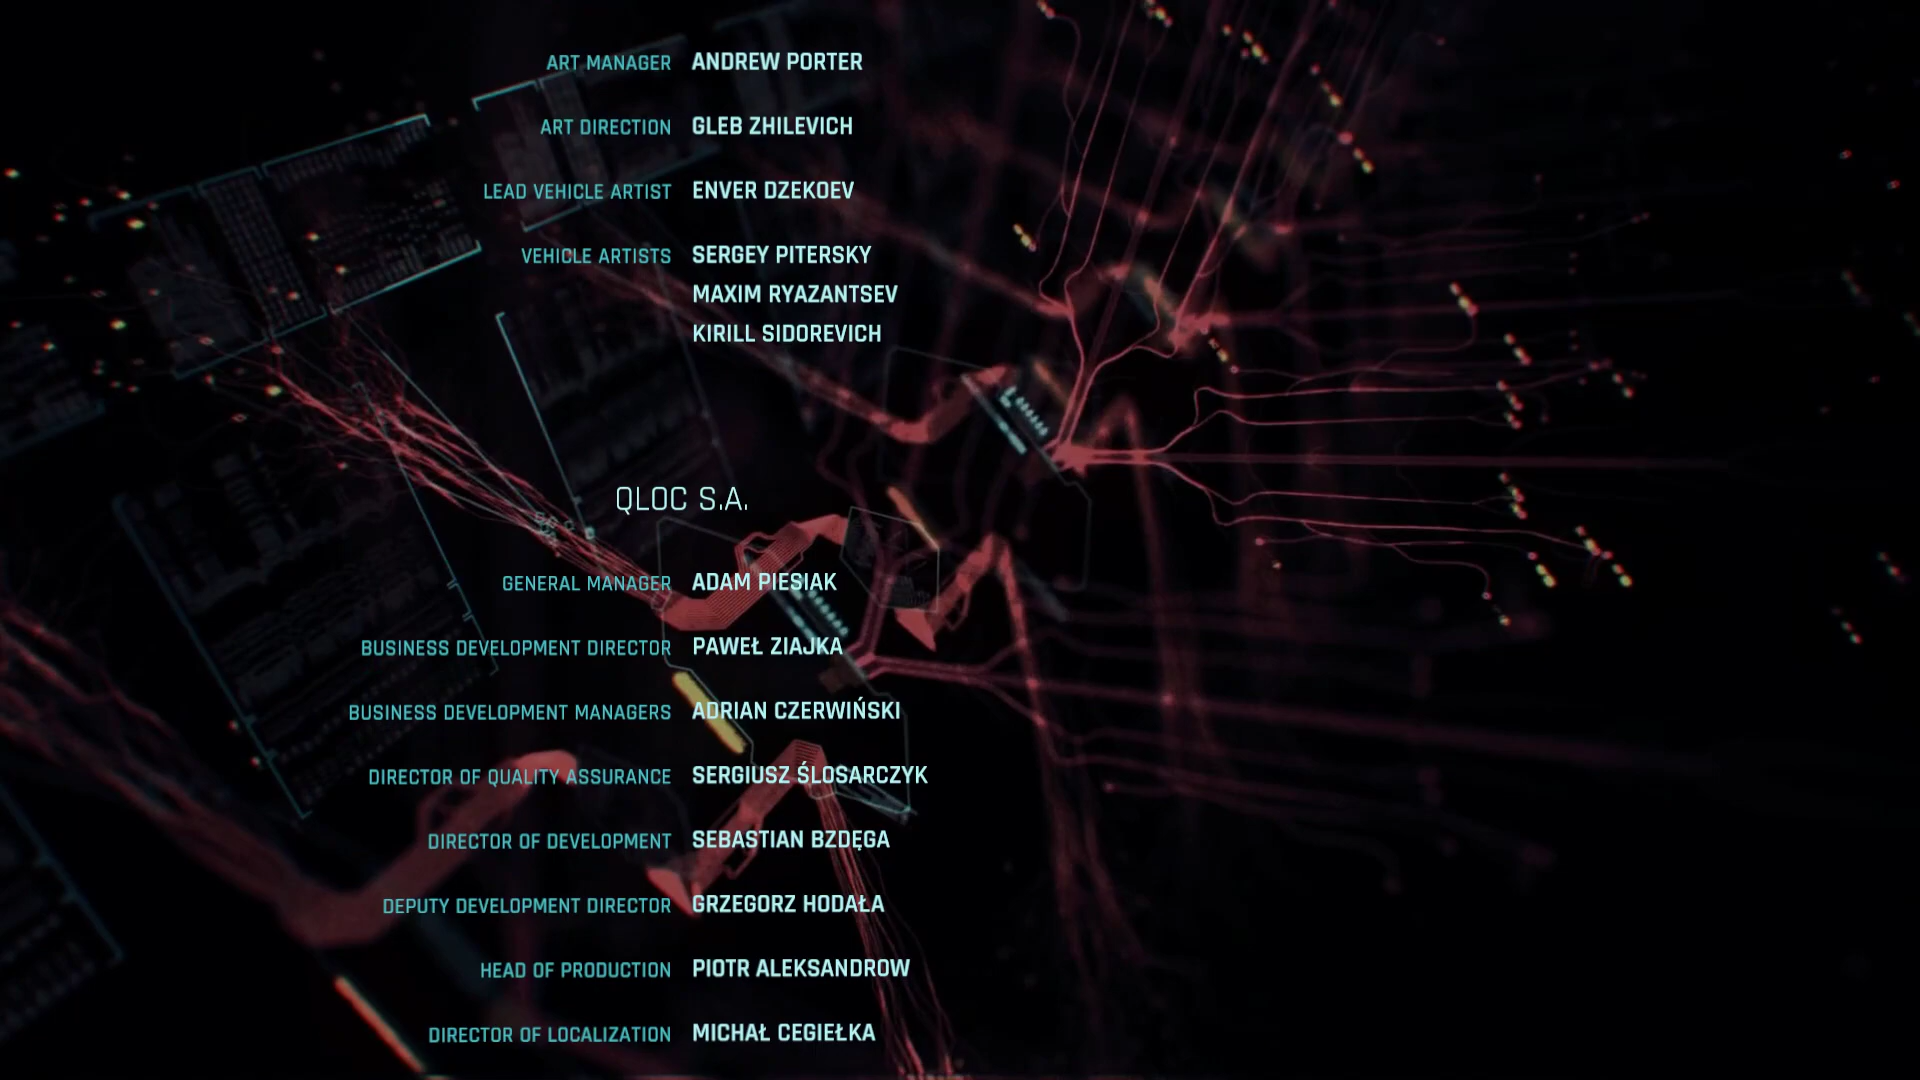 ART MANAGER ANDREW PORTER
ART DIRECTION GLEB ZHILEVICH
LEAD VEHICLE ARTIST ENVER DZEKOEV
VEHICLE ARTISTS SERGEY PITERSKY
MAXIM RYAZANTSEV
KIRILL SIDOREVICH
QLOC S.A.
GENERAL MANAGER ADAM PIESIAK
BUSINESS DEVELOPMENT DIRECTOR PAWEŁ ZIAJKA
BUSINESS DEVELOPMENT MANAGERS ADRIAN CZERWIŃSKI
DIRECTOR OF QUALITY ASSURANCE SERGIUSZ ŚLOSARCZYK
DIRECTOR OF DEVELOPMENT SEBASTIAN BZDĘGA
DEPUTY DEVELOPMENT DIRECTOR GRZEGORZ HODAŁA
HEAD OF PRODUCTION PIOTR ALEKSANDROW
DIRECTOR OF LOCALIZATION MICHAŁ CEGIEŁKA